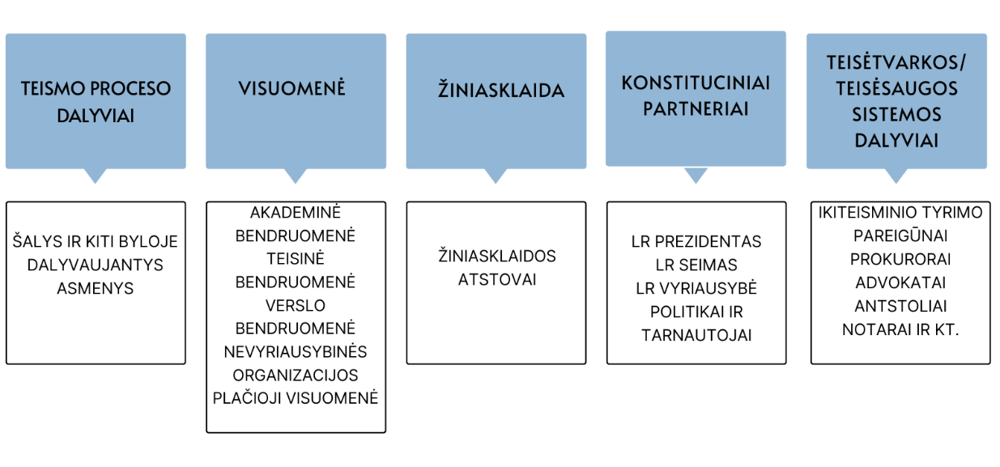 TEISMO PROCESO
DALYVIAI
VISUOMENĖ
ŽINIASKLAIDA
KONSTITUCINIAI
PARTNERIAI
TEISĖTVARKOS/
TEISĖSAUGOS
SISTEMOS
DALYVIAI
ŠALYS IR KITI BYLOJE
DALYVAUJANTYS
ASMENYS
AKADEMINĖ
BENDRUOMENĖ
TEISINĖ
BENDRUOMENĖ
VERSLO
BENDRUOMENĖ
NEVYRIAUSYBINĖS
ORGANIZACIJOS
PLAČIOJI VISUOMENĖ
ŽINIASKLAIDOS
ATSTOVAI
LR PREZIDENTAS
LR SEIMAS
LR VYRIAUSYBĖ
POLITIKAI IR
TARNAUTOJAI
IKITEISMINIO TYRIMO
PAREIGŪNAI
PROKURORAI
ADVOKATAI
ANTSTOLIAI
NOTARAI IR KT.